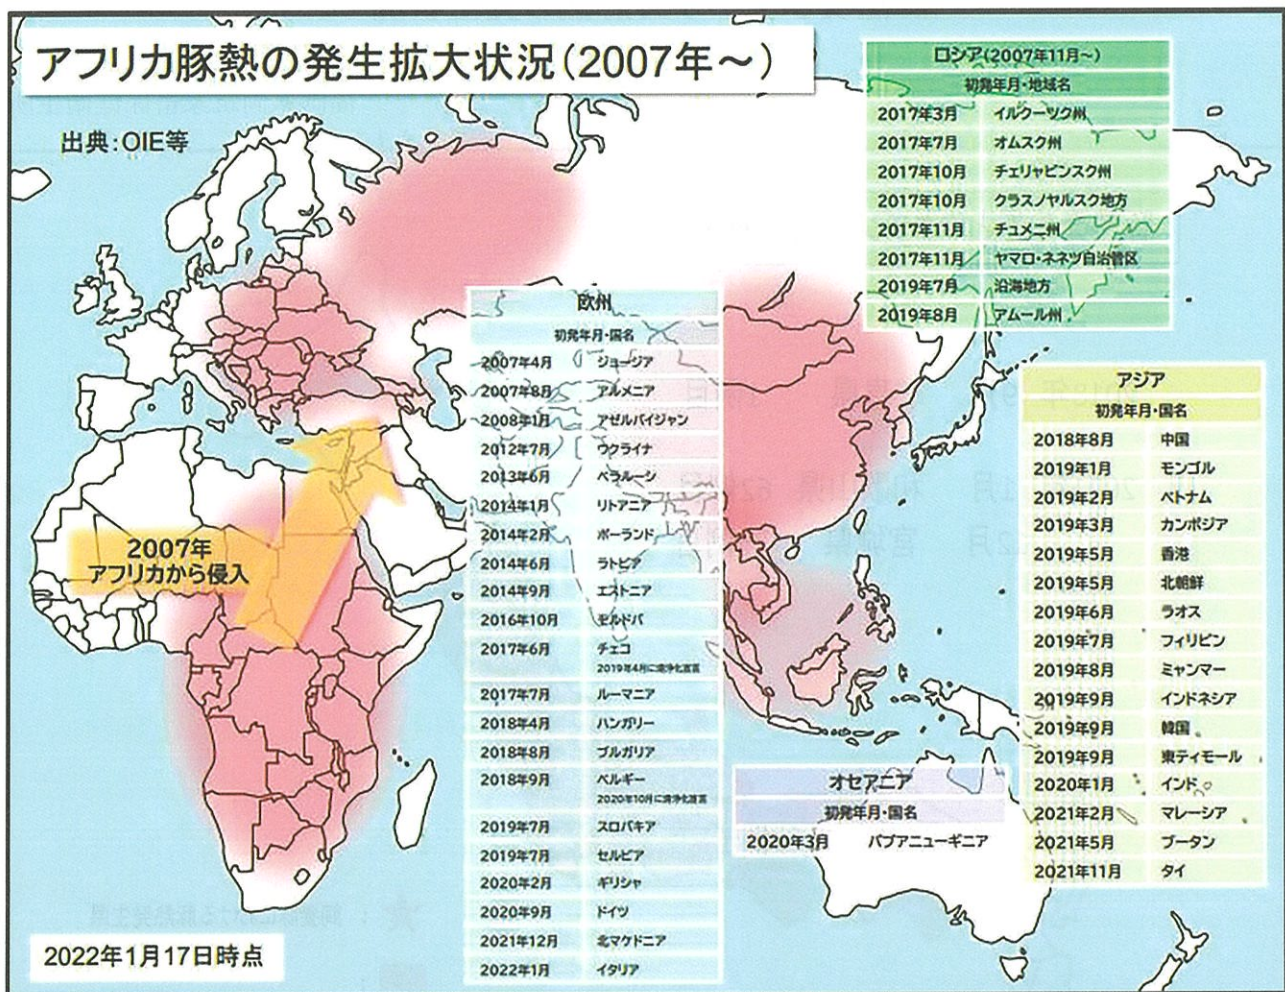 アフリカ豚熱の発生拡大状況(2007年～)
出典:OIE等
ロシア(2007年11月～)
初発年月・地域名
2017年3月 イルクーツク州
2017年7月 オムスク州
2017年10月 チェリャビンスク州
2017年10月 クラスノヤルスク地方
2017年11月 チュメニ州
2017年11月 ヤマロ・ネネツ自治管区
2019年7月 沿海地方
2019年8月 アムール州
欧州
初発年月・国名
2007年4月 ジョージア
2007年8月 アルメニア
2008年1月 アゼルバイジャン
2012年7月 ウクライナ
2013年6月 ベラルーシ
2014年1月 リトアニア
2014年2月 ポーランド
2014年6月 ラトビア
2014年9月 エストニア
2016年10月 モルドバ
2017年6月 チェコ
2019年4月に清浄化宣言
2017年7月 ルーマニア
2018年4月 ハンガリー
2018年8月 ブルガリア
2018年9月 ベルギー
2020年10月に清浄化宣言
2019年7月 スロバキア
2019年7月 セルビア
2020年2月 ギリシャ
2020年9月 ドイツ
2021年12月 北マケドニア
2022年1月 イタリア
アジア
初発年月・国名
2018年8月 中国
2019年1月 モンゴル
2019年2月 ベトナム
2019年3月 カンボジア
2019年5月 香港
2019年5月 北朝鮮
2019年6月 ラオス
2019年7月 フィリピン
2019年8月 ミャンマー
2019年9月 インドネシア
2019年9月 韓国
2019年9月 東ティモール
2020年1月 インド
2021年2月 マレーシア
2021年5月 ブータン
2021年11月 タイ
オセアニア
初発年月・国名
2020年3月 パプアニューギニア
2007年
アフリカから侵入
2022年1月17日時点